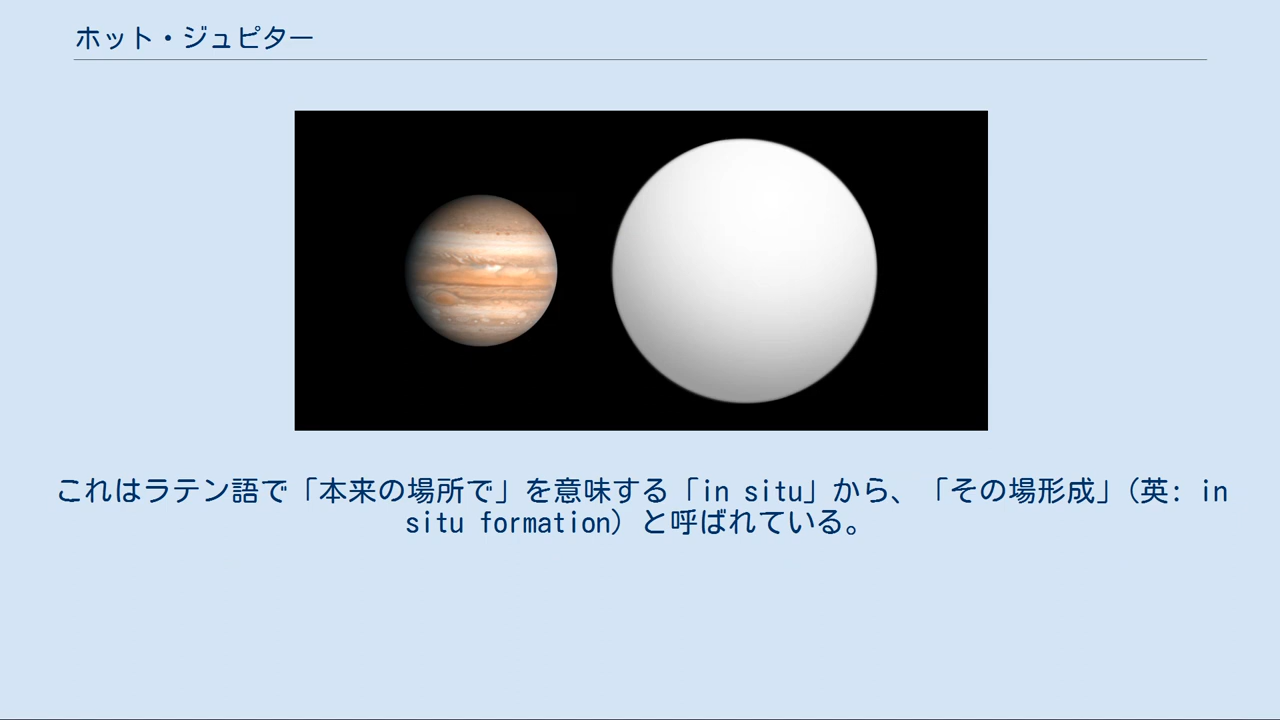 ホット・ジュピター
これはラテン語で「本来の場所で」を意味する「in situ」から、「その場形成」（英: in
situ formation）と呼ばれている。